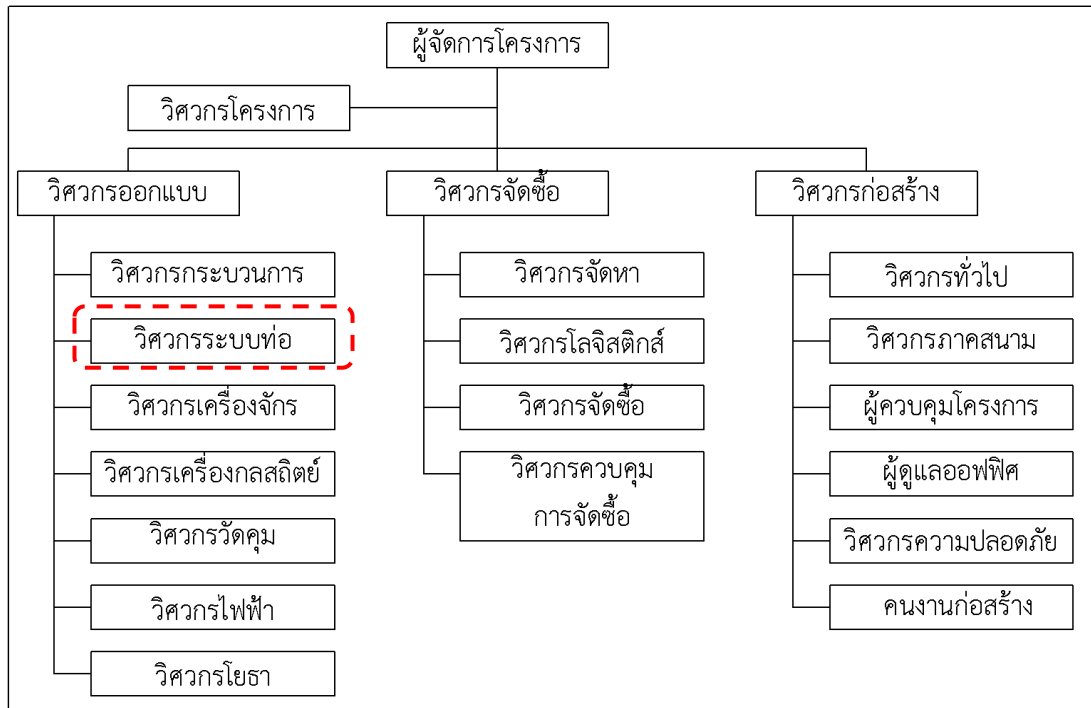 ผู้จัดการโครงการ
วิศวกรโครงการ
วิศวกรออกแบบ
วิศวกรกระบวนการ
วิศวกรระบบท่อ
วิศวกรเครื่องจักร
วิศวกรเครื่องกลสถิตย์
วิศวกรวัดคุม
วิศวกรไฟฟ้า
วิศวกรโยธา
วิศวกรจัดซื้อ
วิศวกรจัดหา
วิศวกรโลจิสติกส์
วิศวกรจัดซื้อ
วิศวกรควบคุม
การจัดซื้อ
วิศวกรก่อสร้าง
วิศวกรทั่วไป
วิศวกรภาคสนาม
ผู้ควบคุมโครงการ
ผู้ดูแลออฟฟิศ
วิศวกรความปลอดภัย
คนงานก่อสร้าง